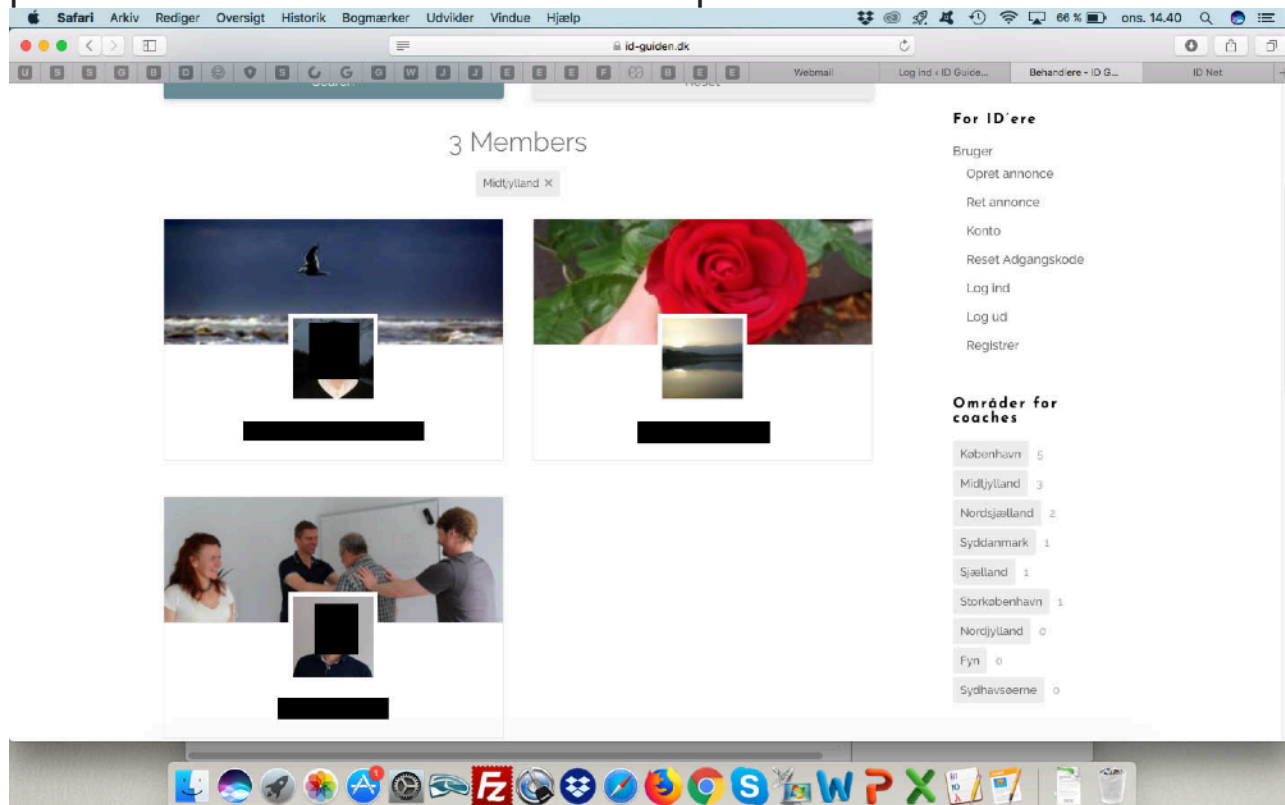 Safari Arkiv Rediger Oversigt Historik Bogmærker Udvikler Vindue Hjælp 66 % ons. 14.40
id-guiden.dk
U S S G B D S G G W J J E E E F B E E Webmail Log ind ‹ ID Guide... Behandlere - ID G... ID Net
Search Reset
3 Members
Midtjylland ×
For ID´ere
Bruger
Opret annonce
Ret annonce
Konto
Reset Adgangskode
Log ind
Log ud
Registrer
Områder for
coaches
København 5
Midtjylland 3
Nordsjælland 2
Syddanmark 1
Sjælland 1
Storkøbenhavn 1
Nordjylland 0
Fyn 0
Sydhavsøerne 0